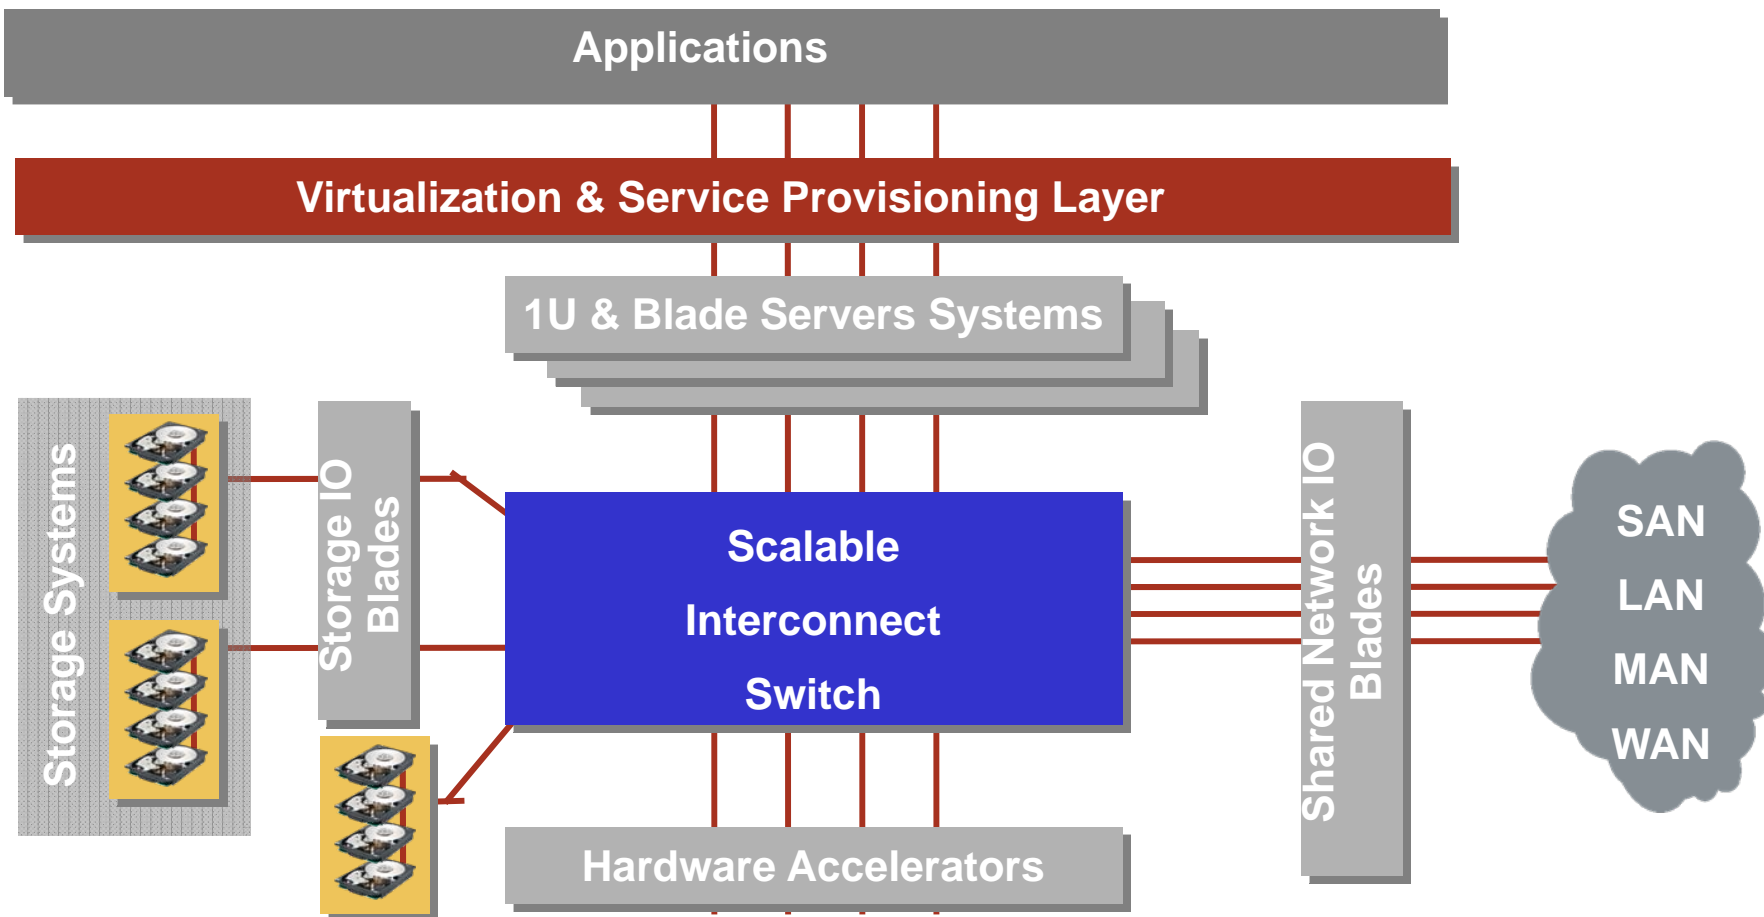 Applications
Virtualization & Service Provisioning Layer
1U & Blade Servers Systems
Storage Systems
Storage IO
Blades
Scalable
Interconnect
Switch
Shared Network IO
Blades
SAN
LAN
MAN
WAN
Hardware Accelerators